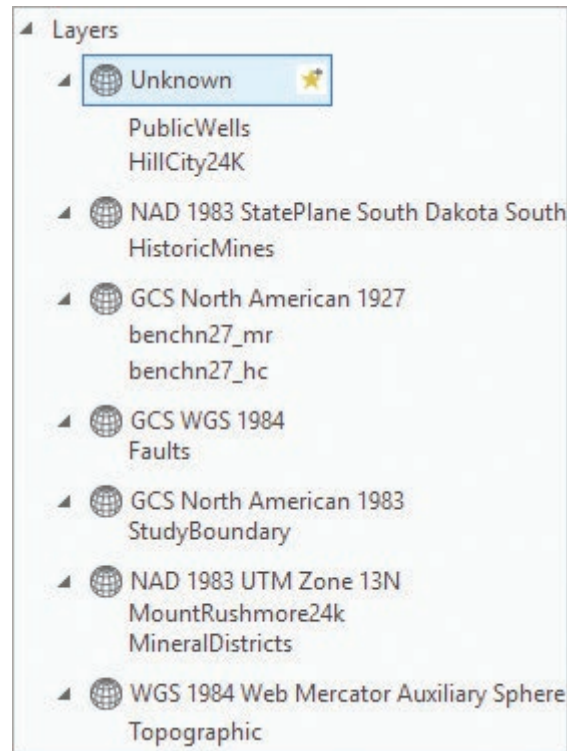 Layers
Unknown
PublicWells
HillCity24K
NAD 1983 StatePlane South Dakota South
HistoricMines
GCS North American 1927
benchn27_mr
benchn27_hc
GCS WGS 1984
Faults
GCS North American 1983
StudyBoundary
NAD 1983 UTM Zone 13N
MountRushmore24k
MineralDistricts
WGS 1984 Web Mercator Auxiliary Sphere
Topographic